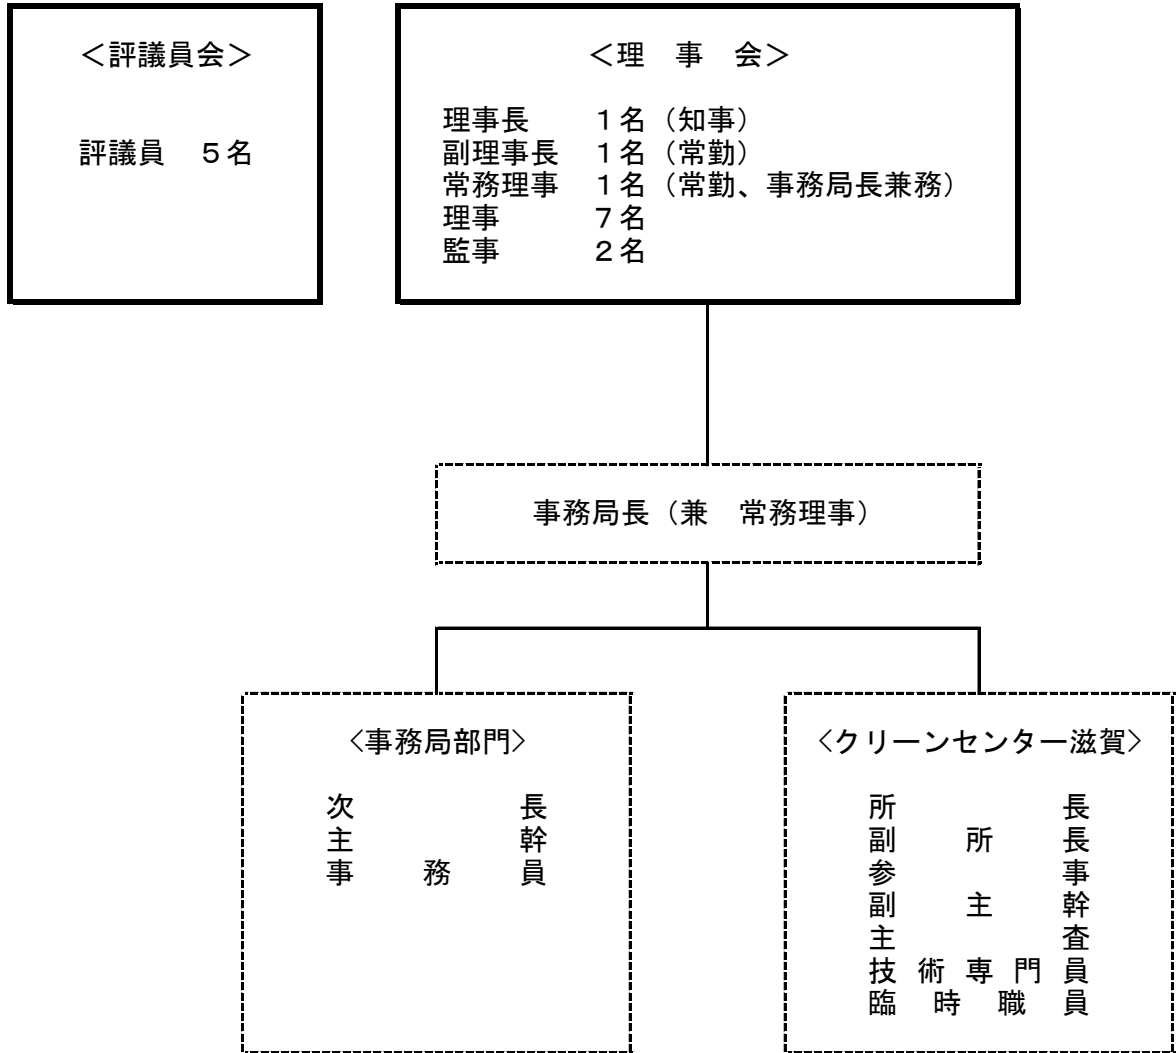 ＜評議員会＞
評議員　５名
＜理　事　会＞
理事長　　１名（知事）
副理事長　１名（常勤）
常務理事　１名（常勤、事務局長兼務）
理事　　　７名
監事　　　２名
事務局長（兼　常務理事）
〈事務局部門〉
次　　　　　長
主　　　　　幹
事　　務　　員
〈クリーンセンター滋賀〉
所　　　　　長
副　　所　　長
参　　　　　事
副　　主　　幹
主　　　　　査
技 術 専 門 員
臨　時　職　員